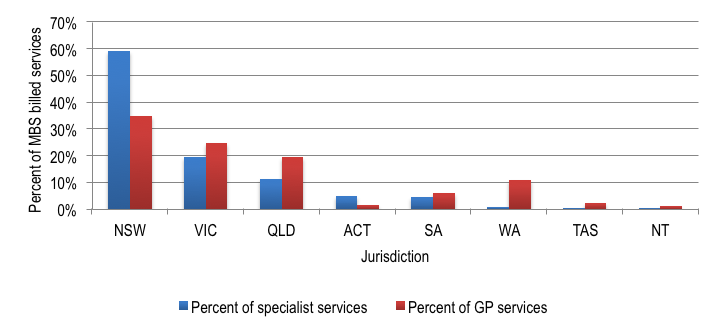 70%
60%
50%
40%
30%
20%
10%
0%
Percent of MBS billed services
NSW VIC QLD ACT SA WA TAS NT
Jurisdiction
Percent of specialist services Percent of GP services